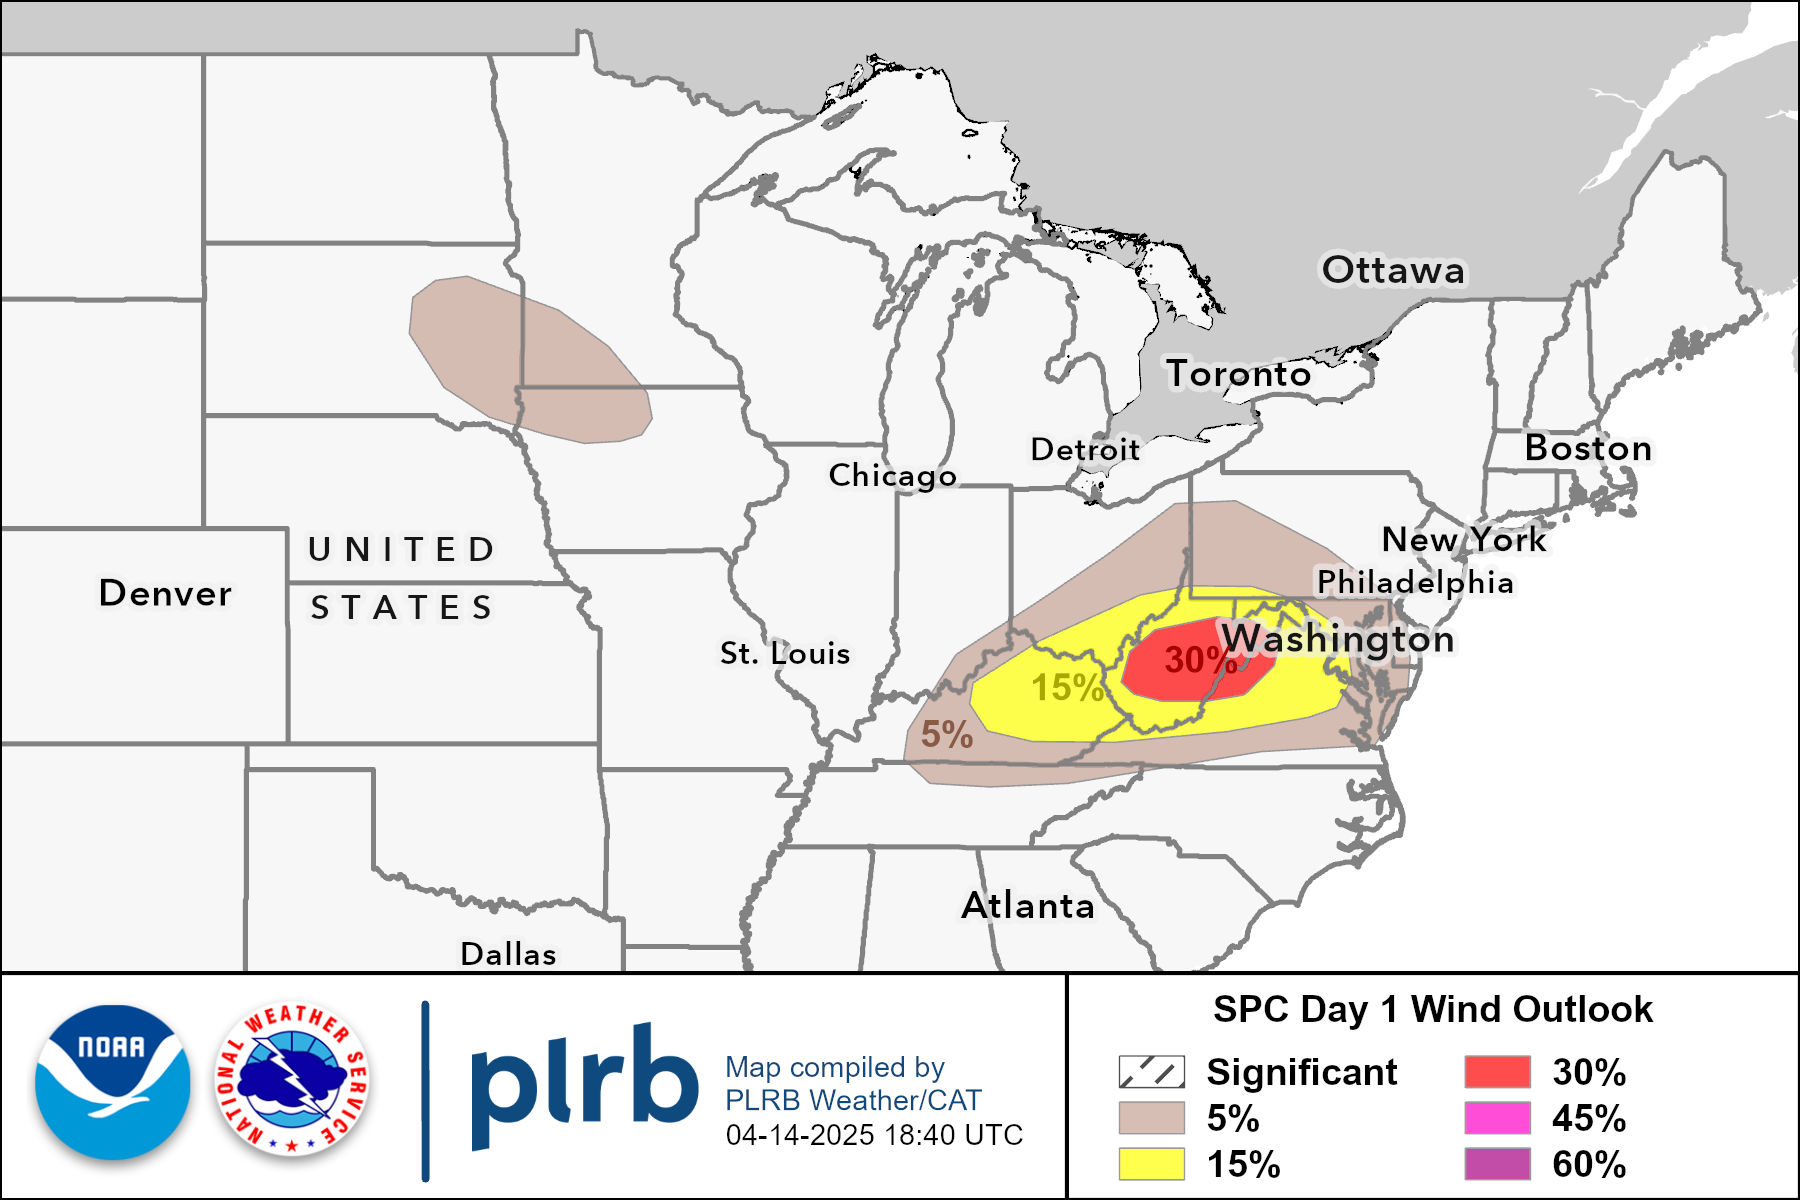 Ottawa
Toronto
Detroit
Boston
Chicago
New York
UNITED
Philadelphia
Denver
STATES
Washington
St. Louis
30%
15%
5%
Atlanta
Dallas
NOAA
NATIONAL WEATHER SERVICE
plrb
Map compiled by
PLRB Weather/CAT
04-14-2025 18:40 UTC
SPC Day 1 Wind Outlook
Significant
5%
15%
30%
45%
60%